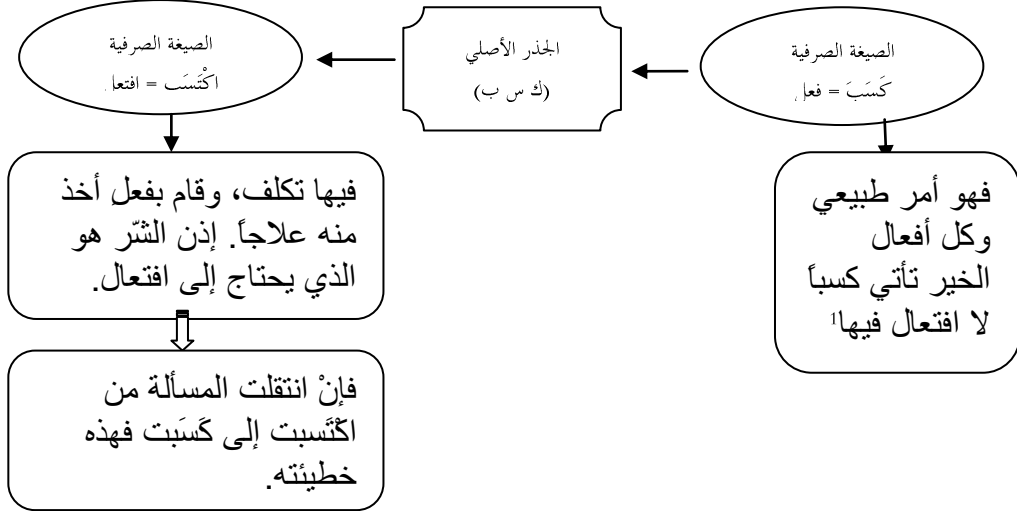 الصيغة الصرفية
كَسَبَ = فعل
الجذر الأصلي
(ك س ب)
الصيغة الصرفية
اكْتَسَب = افتعل
فهو أمر طبيعي
وكل أفعال
الخير تأتي كسباً
لا افتعال فيها¹
فيها تكلف، وقام بفعل أخذ
منه علاجاً. إذن الشّر هو
الذي يحتاج إلى افتعال.
فإنْ انتقلت المسألة من
اكْتَسبت إلى كَسَبت فهذه
خطيئته.